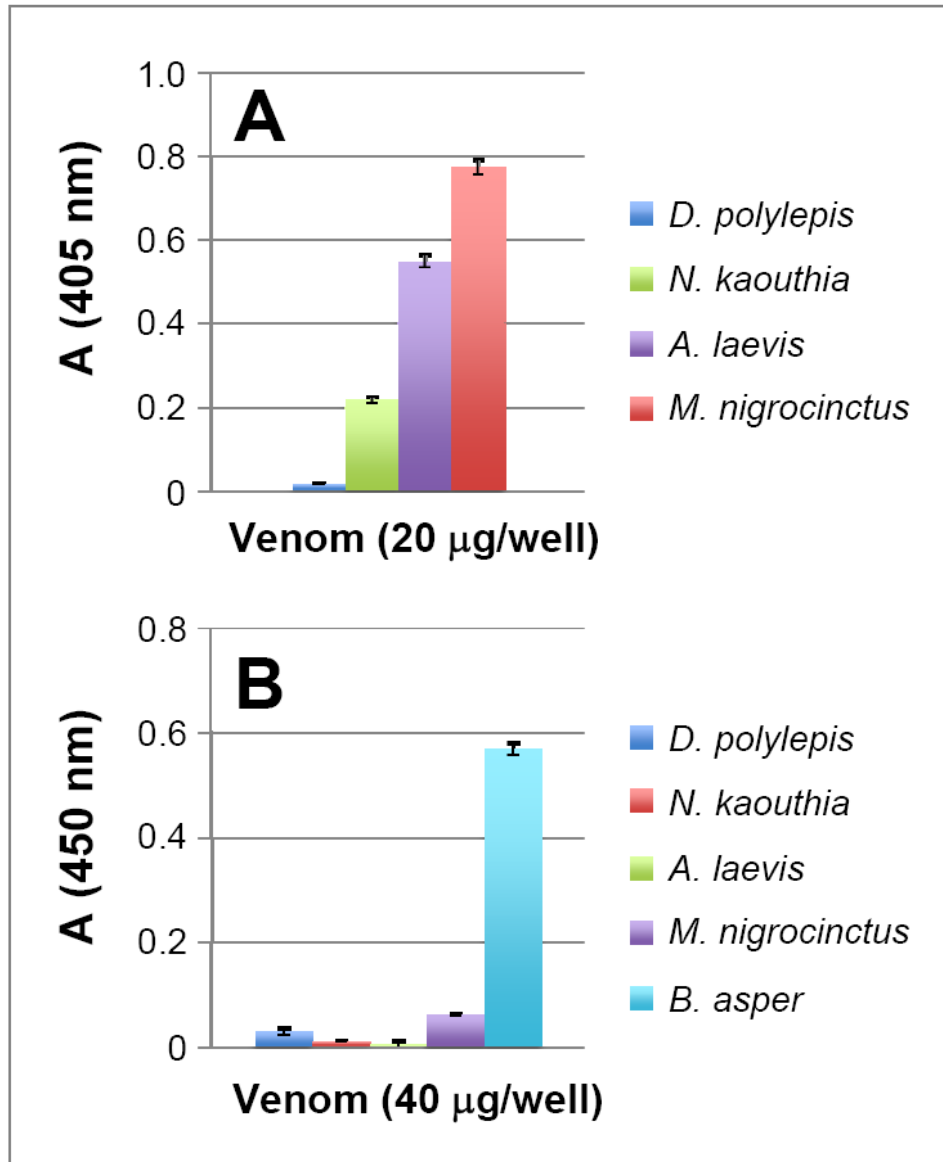 A
A (405 nm)
1.0
0.8
0.6
0.4
0.2
0
D. polylepis
N. kaouthia
A. laevis
M. nigrocinctus
Venom (20 µg/well)
B
A (450 nm)
0.8
0.6
0.4
0.2
0
D. polylepis
N. kaouthia
A. laevis
M. nigrocinctus
B. asper
Venom (40 µg/well)